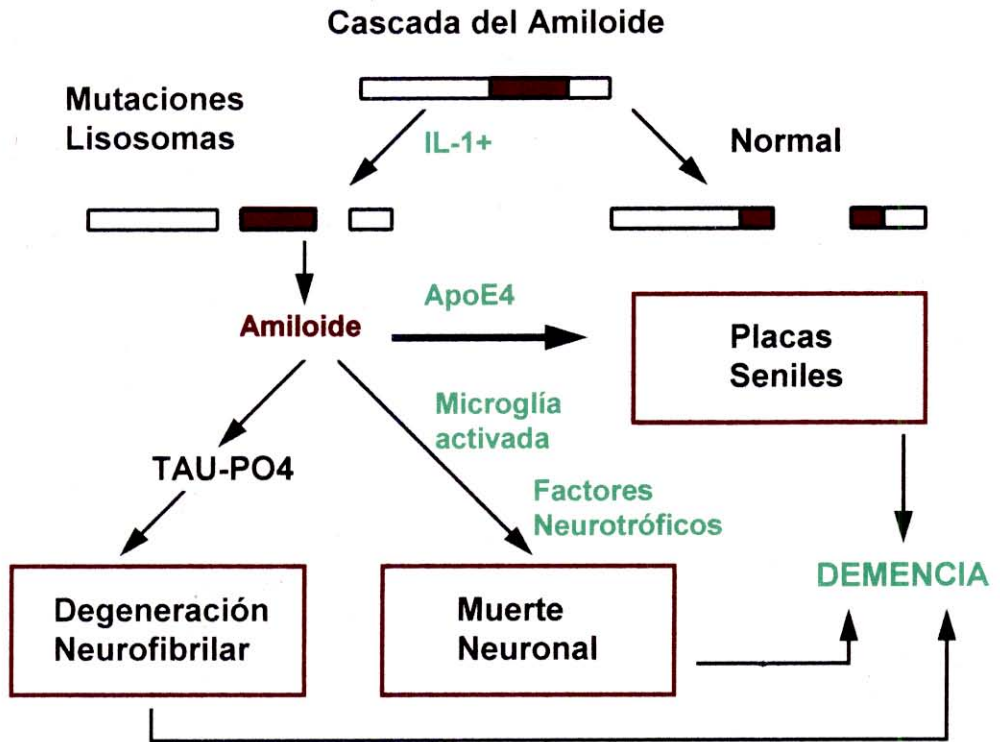 Cascada del Amiloide
Mutaciones
Lisosomas
IL-1+
Normal
ApoE4
Amiloide
Placas
Seniles
Microglía
activada
TAU-PO4
Factores
Neurotróficos
DEMENCIA
Degeneración
Neurofibrilar
Muerte
Neuronal